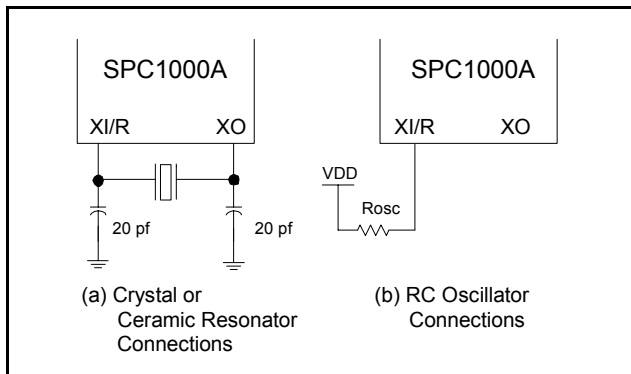 SPC1000A
XI/R XO
20 pf 20 pf
(a) Crystal or
Ceramic Resonator
Connections
SPC1000A
XI/R XO
VDD
Rosc
(b) RC Oscillator
Connections